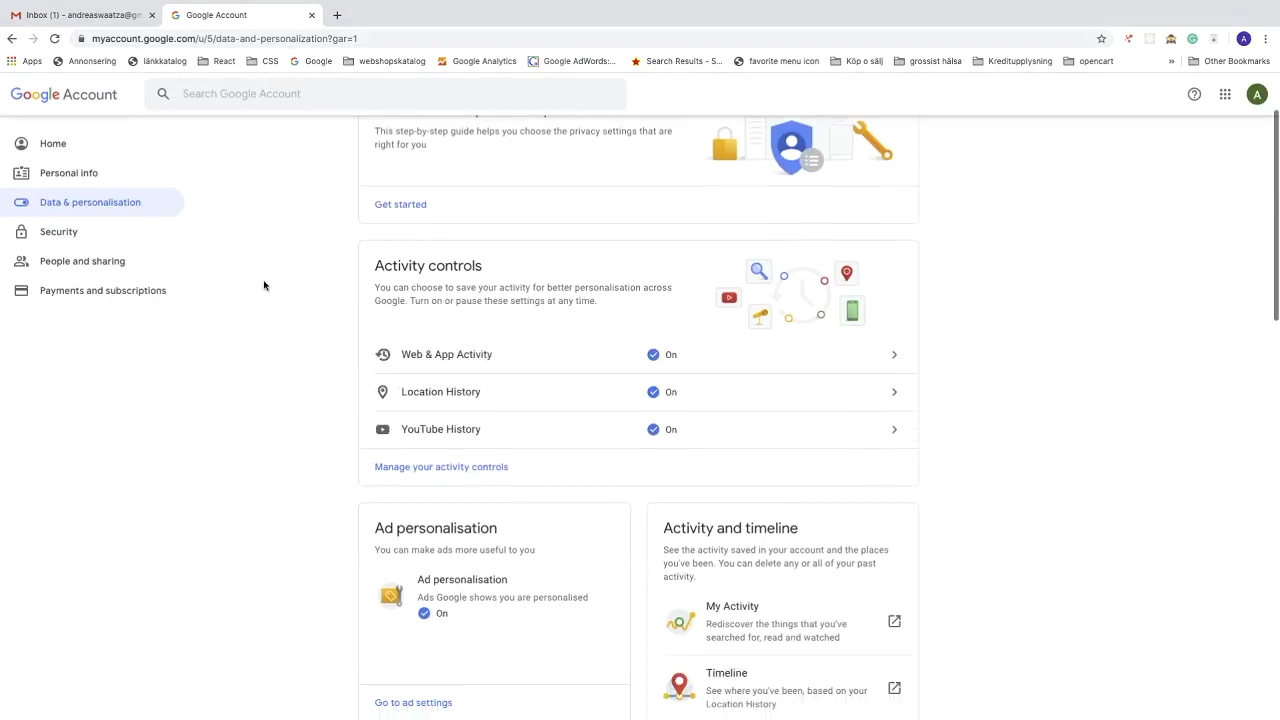 Inbox (1) - andreaswaatza@gm
Google Account
myaccount.google.com/u/5/data-and-personalization?gar=1
A
Apps
Annonsering
länkkatalog
React
CSS
Google
webshopskatalog
Google Analytics
Google AdWords:...
Search Results - S...
favorite menu icon
Köp o sälj
grossist hälsa
Kreditupplysning
opencart
»
Other Bookmarks
Google Account
Search Google Account
A
Home
Personal info
Data & personalisation
Security
People and sharing
Payments and subscriptions
This step-by-step guide helps you choose the privacy settings that are
right for you
Get started
Activity controls
You can choose to save your activity for better personalisation across
Google. Turn on or pause these settings at any time.
Web & App Activity
On
Location History
On
YouTube History
On
Manage your activity controls
Ad personalisation
You can make ads more useful to you
Ad personalisation
Ads Google shows you are personalised
On
Go to ad settings
Activity and timeline
See the activity saved in your account and the places
you've been. You can delete any or all of your past
activity.
My Activity
Rediscover the things that you've
searched for, read and watched
Timeline
See where you've been, based on your
Location History